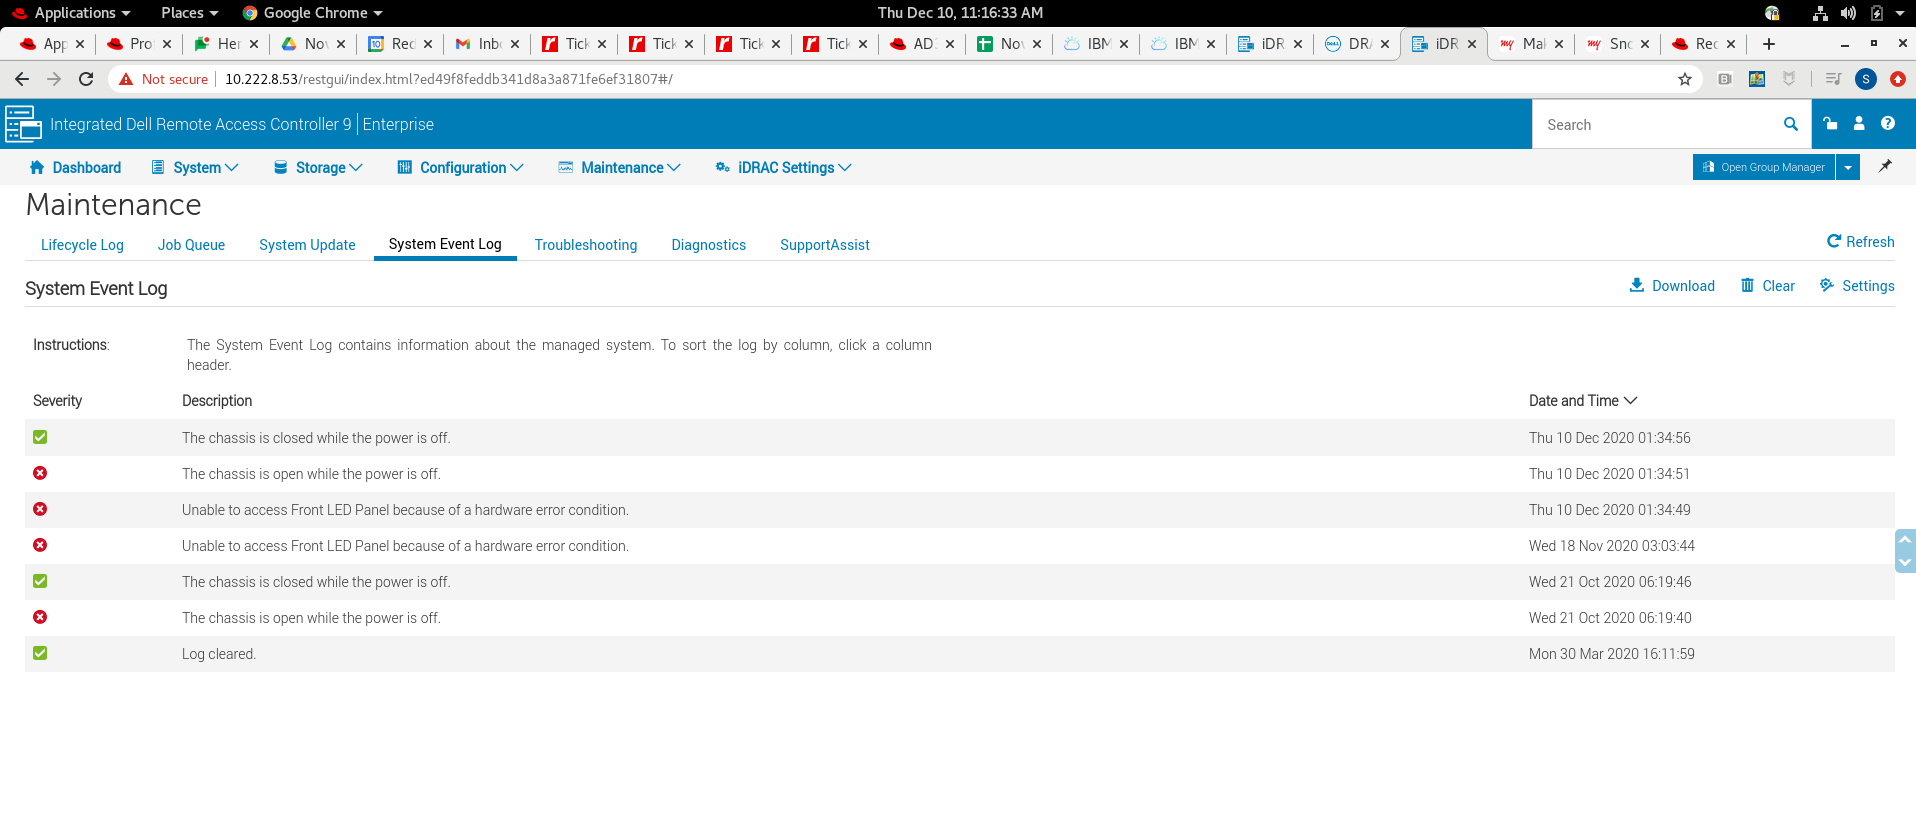 Applications Places Google Chrome Thu Dec 10, 11:16:33 AM
App Pro Her Nov Red Inbo Tick Tick Tick Tick AD Nov IBM IBM iDR DR iDR Mak Sno Rec
Not secure 10.222.8.53/restgui/index.html?ed49f8feddb341d8a3a871fe6ef31807#/ S
Integrated Dell Remote Access Controller 9 | Enterprise Search
Dashboard System Storage Configuration Maintenance iDRAC Settings Open Group Manager
Maintenance
Lifecycle Log Job Queue System Update System Event Log Troubleshooting Diagnostics SupportAssist Refresh
System Event Log Download Clear Settings
Instructions: The System Event Log contains information about the managed system. To sort the log by column, click a column
header.
Severity Description Date and Time
The chassis is closed while the power is off. Thu 10 Dec 2020 01:34:56
The chassis is open while the power is off. Thu 10 Dec 2020 01:34:51
Unable to access Front LED Panel because of a hardware error condition. Thu 10 Dec 2020 01:34:49
Unable to access Front LED Panel because of a hardware error condition. Wed 18 Nov 2020 03:03:44
The chassis is closed while the power is off. Wed 21 Oct 2020 06:19:46
The chassis is open while the power is off. Wed 21 Oct 2020 06:19:40
Log cleared. Mon 30 Mar 2020 16:11:59